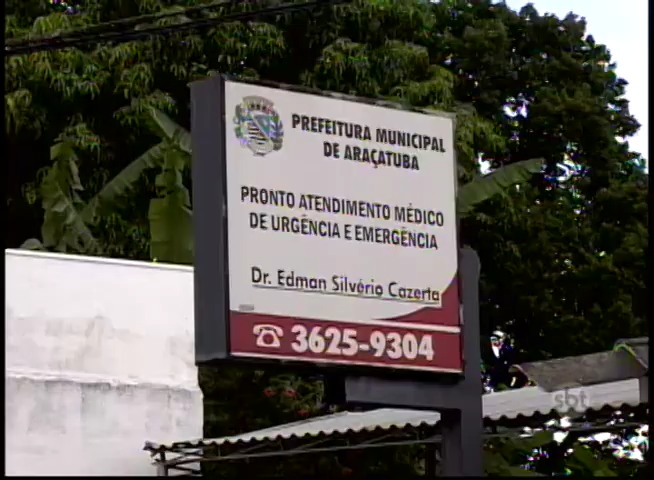 PREFEITURA MUNICIPAL
DE ARAÇATUBA
PRONTO ATENDIMENTO MÉDICO
DE URGÊNCIA E EMERGÊNCIA
Dr. Edman Silvério Cazerta
3625-9304
sbt